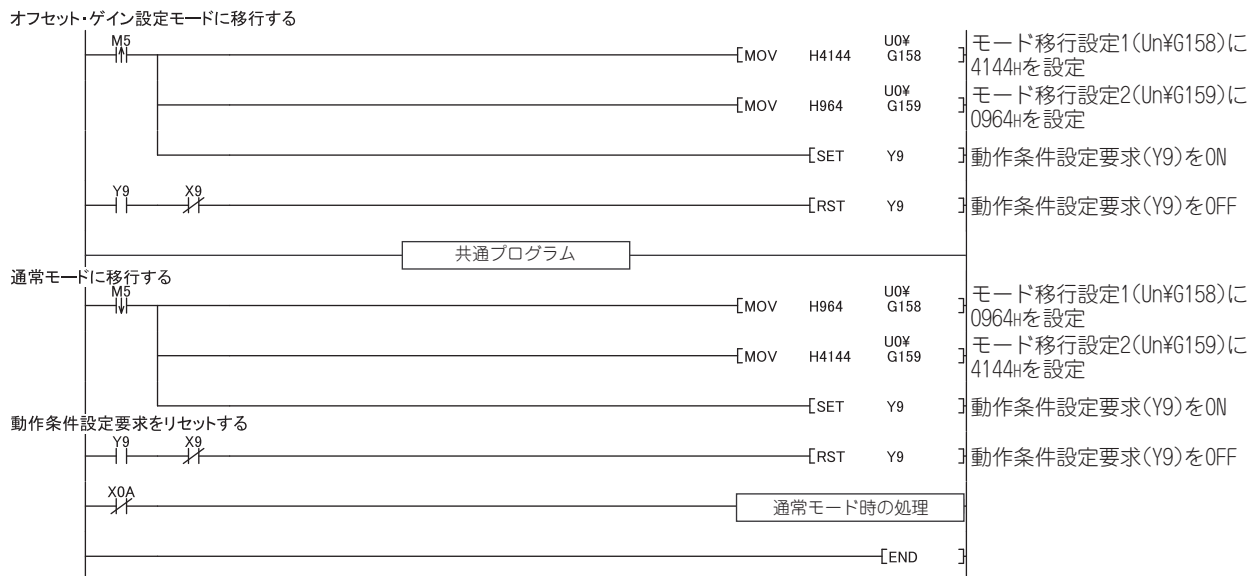 オフセット・ゲイン設定モードに移行する
M5
MOV H4144 U0¥ G158
モード移行設定1(Un¥G158)に
4144Hを設定
MOV H964 U0¥ G159
モード移行設定2(Un¥G159)に
0964Hを設定
SET Y9 動作条件設定要求(Y9)をON
Y9 X9
RST Y9 動作条件設定要求(Y9)をOFF
共通プログラム
通常モードに移行する
M5
MOV H964 U0¥ G158
モード移行設定1(Un¥G158)に
0964Hを設定
MOV H4144 U0¥ G159
モード移行設定2(Un¥G159)に
4144Hを設定
SET Y9 動作条件設定要求(Y9)をON
動作条件設定要求をリセットする
Y9 X9
RST Y9 動作条件設定要求(Y9)をOFF
X0A
通常モード時の処理
END